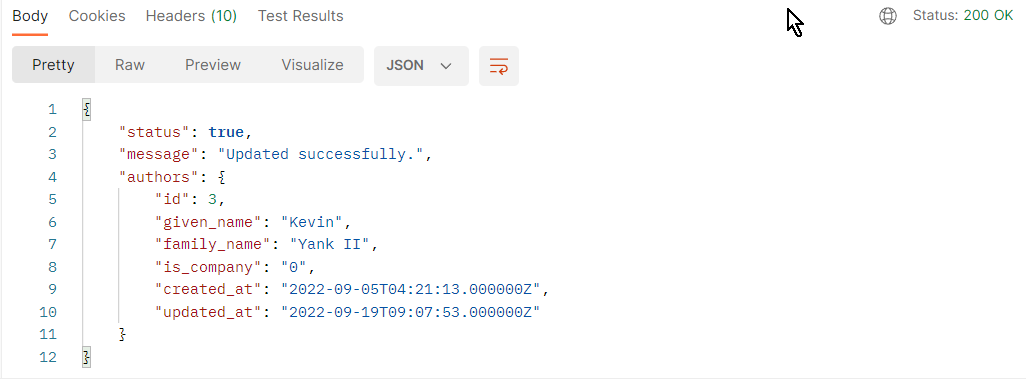 Body Cookies Headers (10) Test Results Status: 200 OK
Pretty Raw Preview Visualize JSON
1 {
2 "status": true,
3 "message": "Updated successfully.",
4 "authors": {
5 "id": 3,
6 "given_name": "Kevin",
7 "family_name": "Yank II",
8 "is_company": "0",
9 "created_at": "2022-09-05T04:21:13.000000Z",
10 "updated_at": "2022-09-19T09:07:53.000000Z"
11 }
12 }